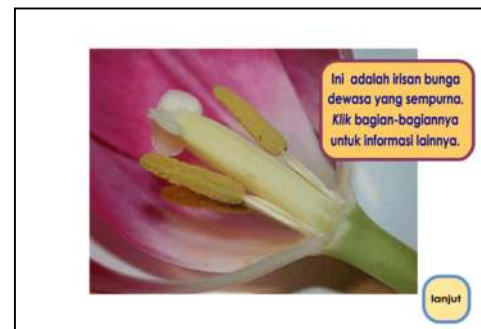 Ini adalah irisan bunga
dewasa yang sempurna.
Klik bagian-bagiannya
untuk informasi lainnya.
lanjut